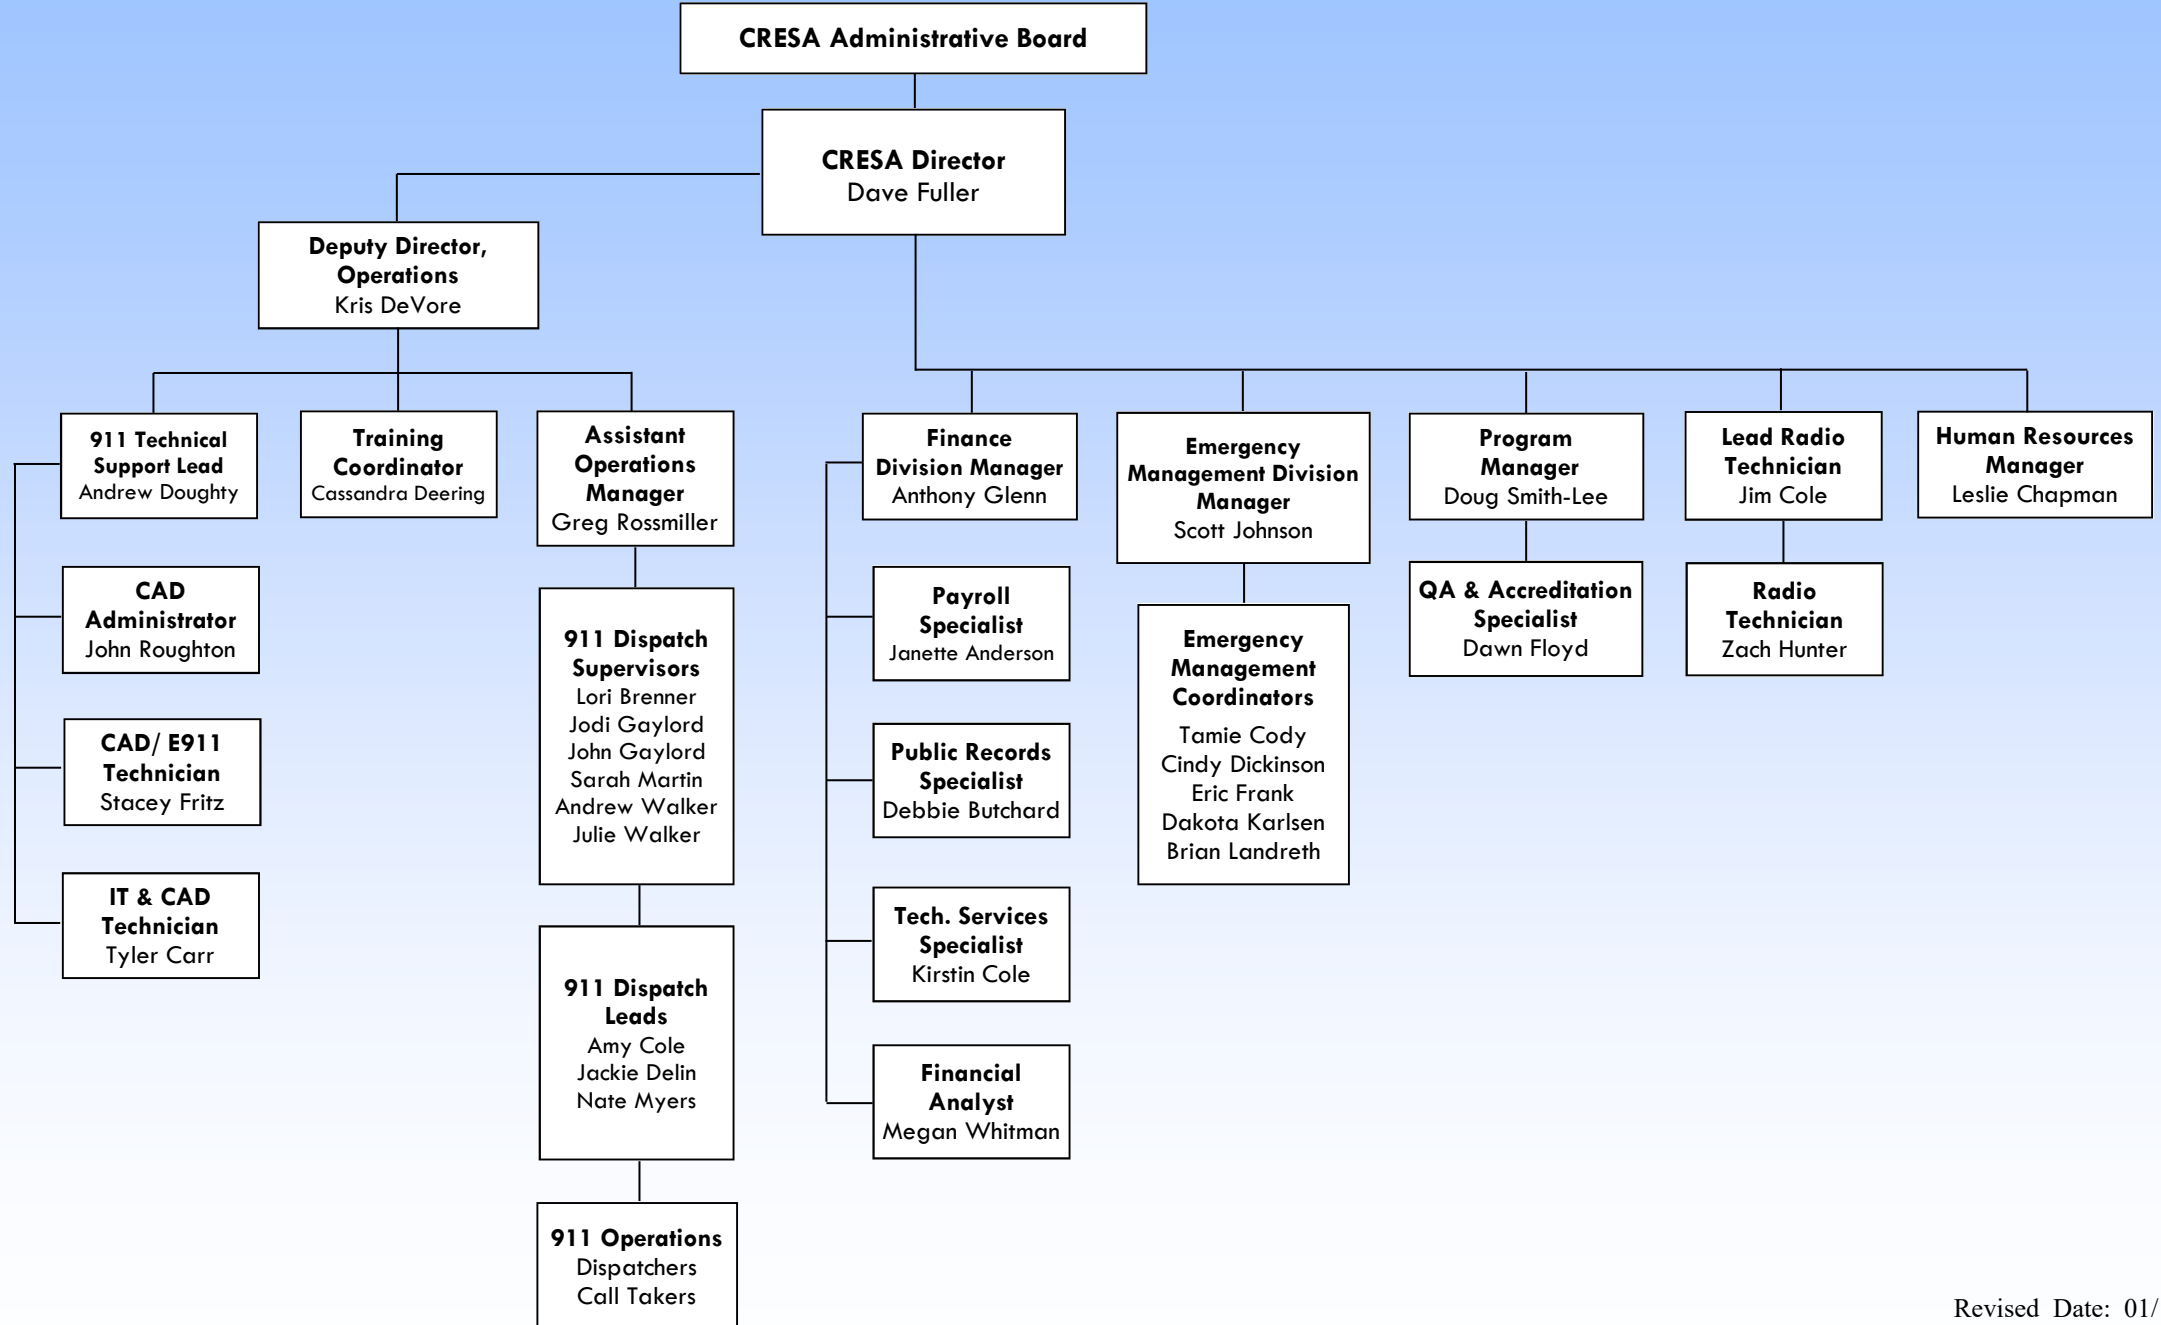 CRESA Administrative Board
CRESA Director
Dave Fuller
Deputy Director,
Operations
Kris DeVore
911 Technical
Support Lead
Andrew Doughty
Training
Coordinator
Cassandra Deering
Assistant
Operations
Manager
Greg Rossmiller
Finance
Division Manager
Anthony Glenn
Emergency
Management Division
Manager
Scott Johnson
Program
Manager
Doug Smith-Lee
Lead Radio
Technician
Jim Cole
Human Resources
Manager
Leslie Chapman
CAD
Administrator
John Roughton
CAD/ E911
Technician
Stacey Fritz
IT & CAD
Technician
Tyler Carr
911 Dispatch
Supervisors
Lori Brenner
Jodi Gaylord
John Gaylord
Sarah Martin
Andrew Walker
Julie Walker
911 Dispatch
Leads
Amy Cole
Jackie Delin
Nate Myers
911 Operations
Dispatchers
Call Takers
Payroll
Specialist
Janette Anderson
Public Records
Specialist
Debbie Butchard
Tech. Services
Specialist
Kirstin Cole
Financial
Analyst
Megan Whitman
Emergency
Management
Coordinators
Tamie Cody
Cindy Dickinson
Eric Frank
Dakota Karlsen
Brian Landreth
QA & Accreditation
Specialist
Dawn Floyd
Radio
Technician
Zach Hunter
Revised Date: 01/